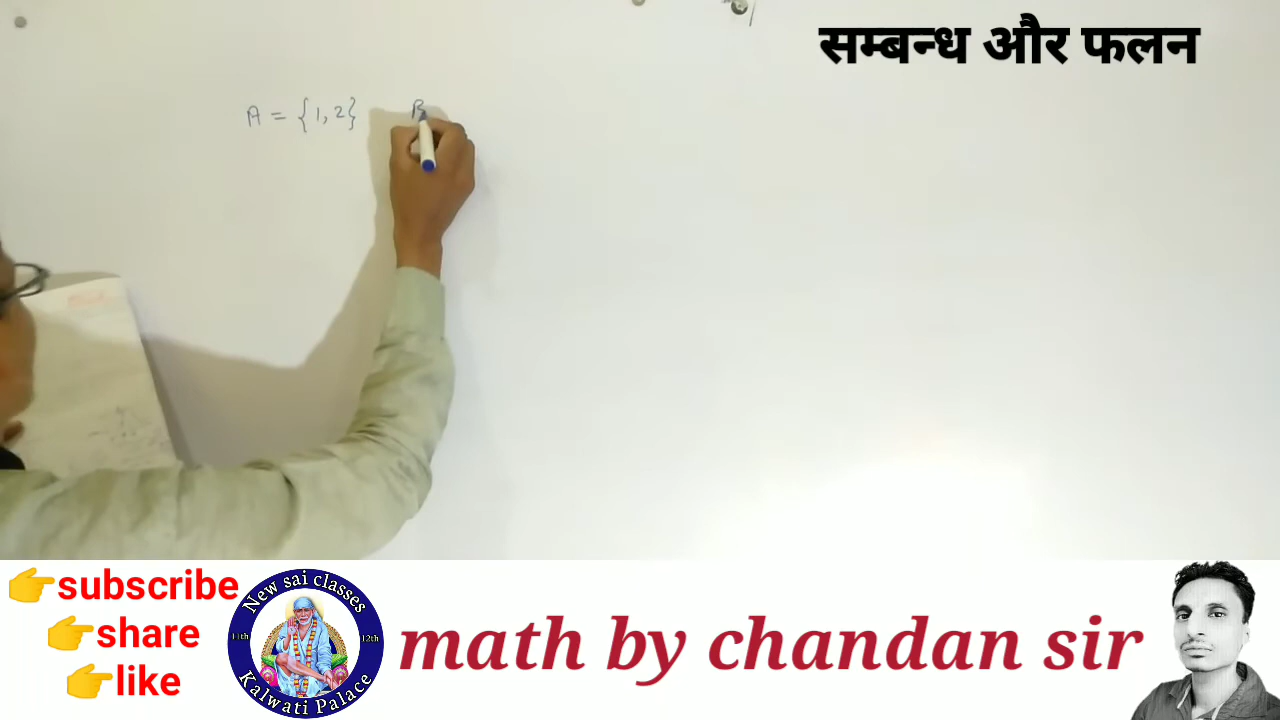 सम्बन्ध और फलन
A = {1,2} B
👉subscribe
👉share
👉like
New sai classes
11th 12th
Kalwati Palace
math by chandan sir